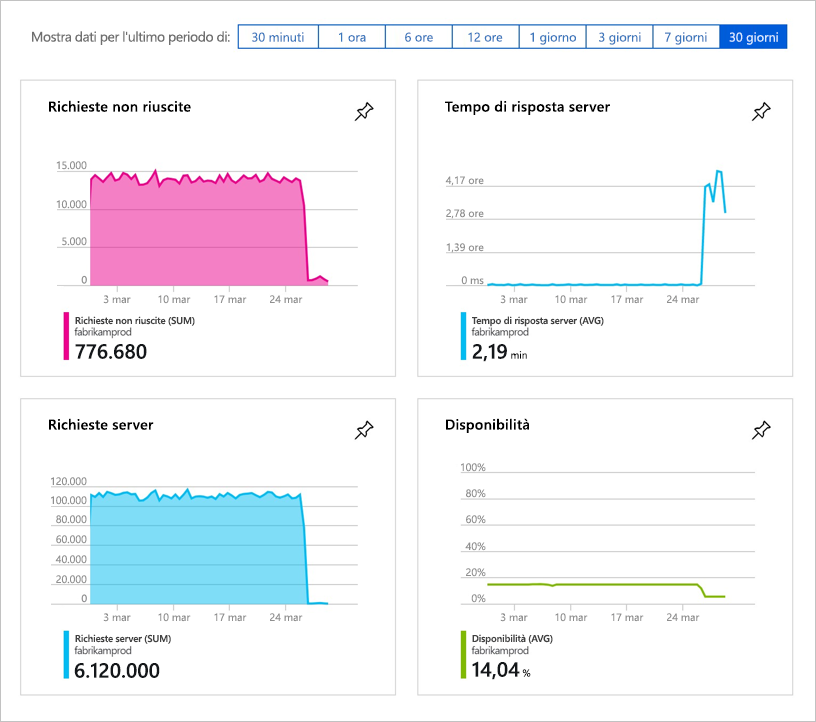 Mostra dati per l'ultimo periodo di: 30 minuti 1 ora 6 ore 12 ore 1 giorno 3 giorni 7 giorni 30 giorni
Richieste non riuscite
15.000
10.000
5.000
0
3 mar 10 mar 17 mar 24 mar
Richieste non riuscite (SUM)
fabrikamprod
776.680
Tempo di risposta server
4,17 ore
2,78 ore
1,39 ore
0 ms
3 mar 10 mar 17 mar 24 mar
Tempo di risposta server (AVG)
fabrikamprod
2,19 min
Richieste server
120.000
100.000
80.000
60.000
40.000
20.000
0
3 mar 10 mar 17 mar 24 mar
Richieste server (SUM)
fabrikamprod
6.120.000
Disponibilità
100%
80%
60%
40%
20%
0%
3 mar 10 mar 17 mar 24 mar
Disponibilità (AVG)
fabrikamprod
14,04 %